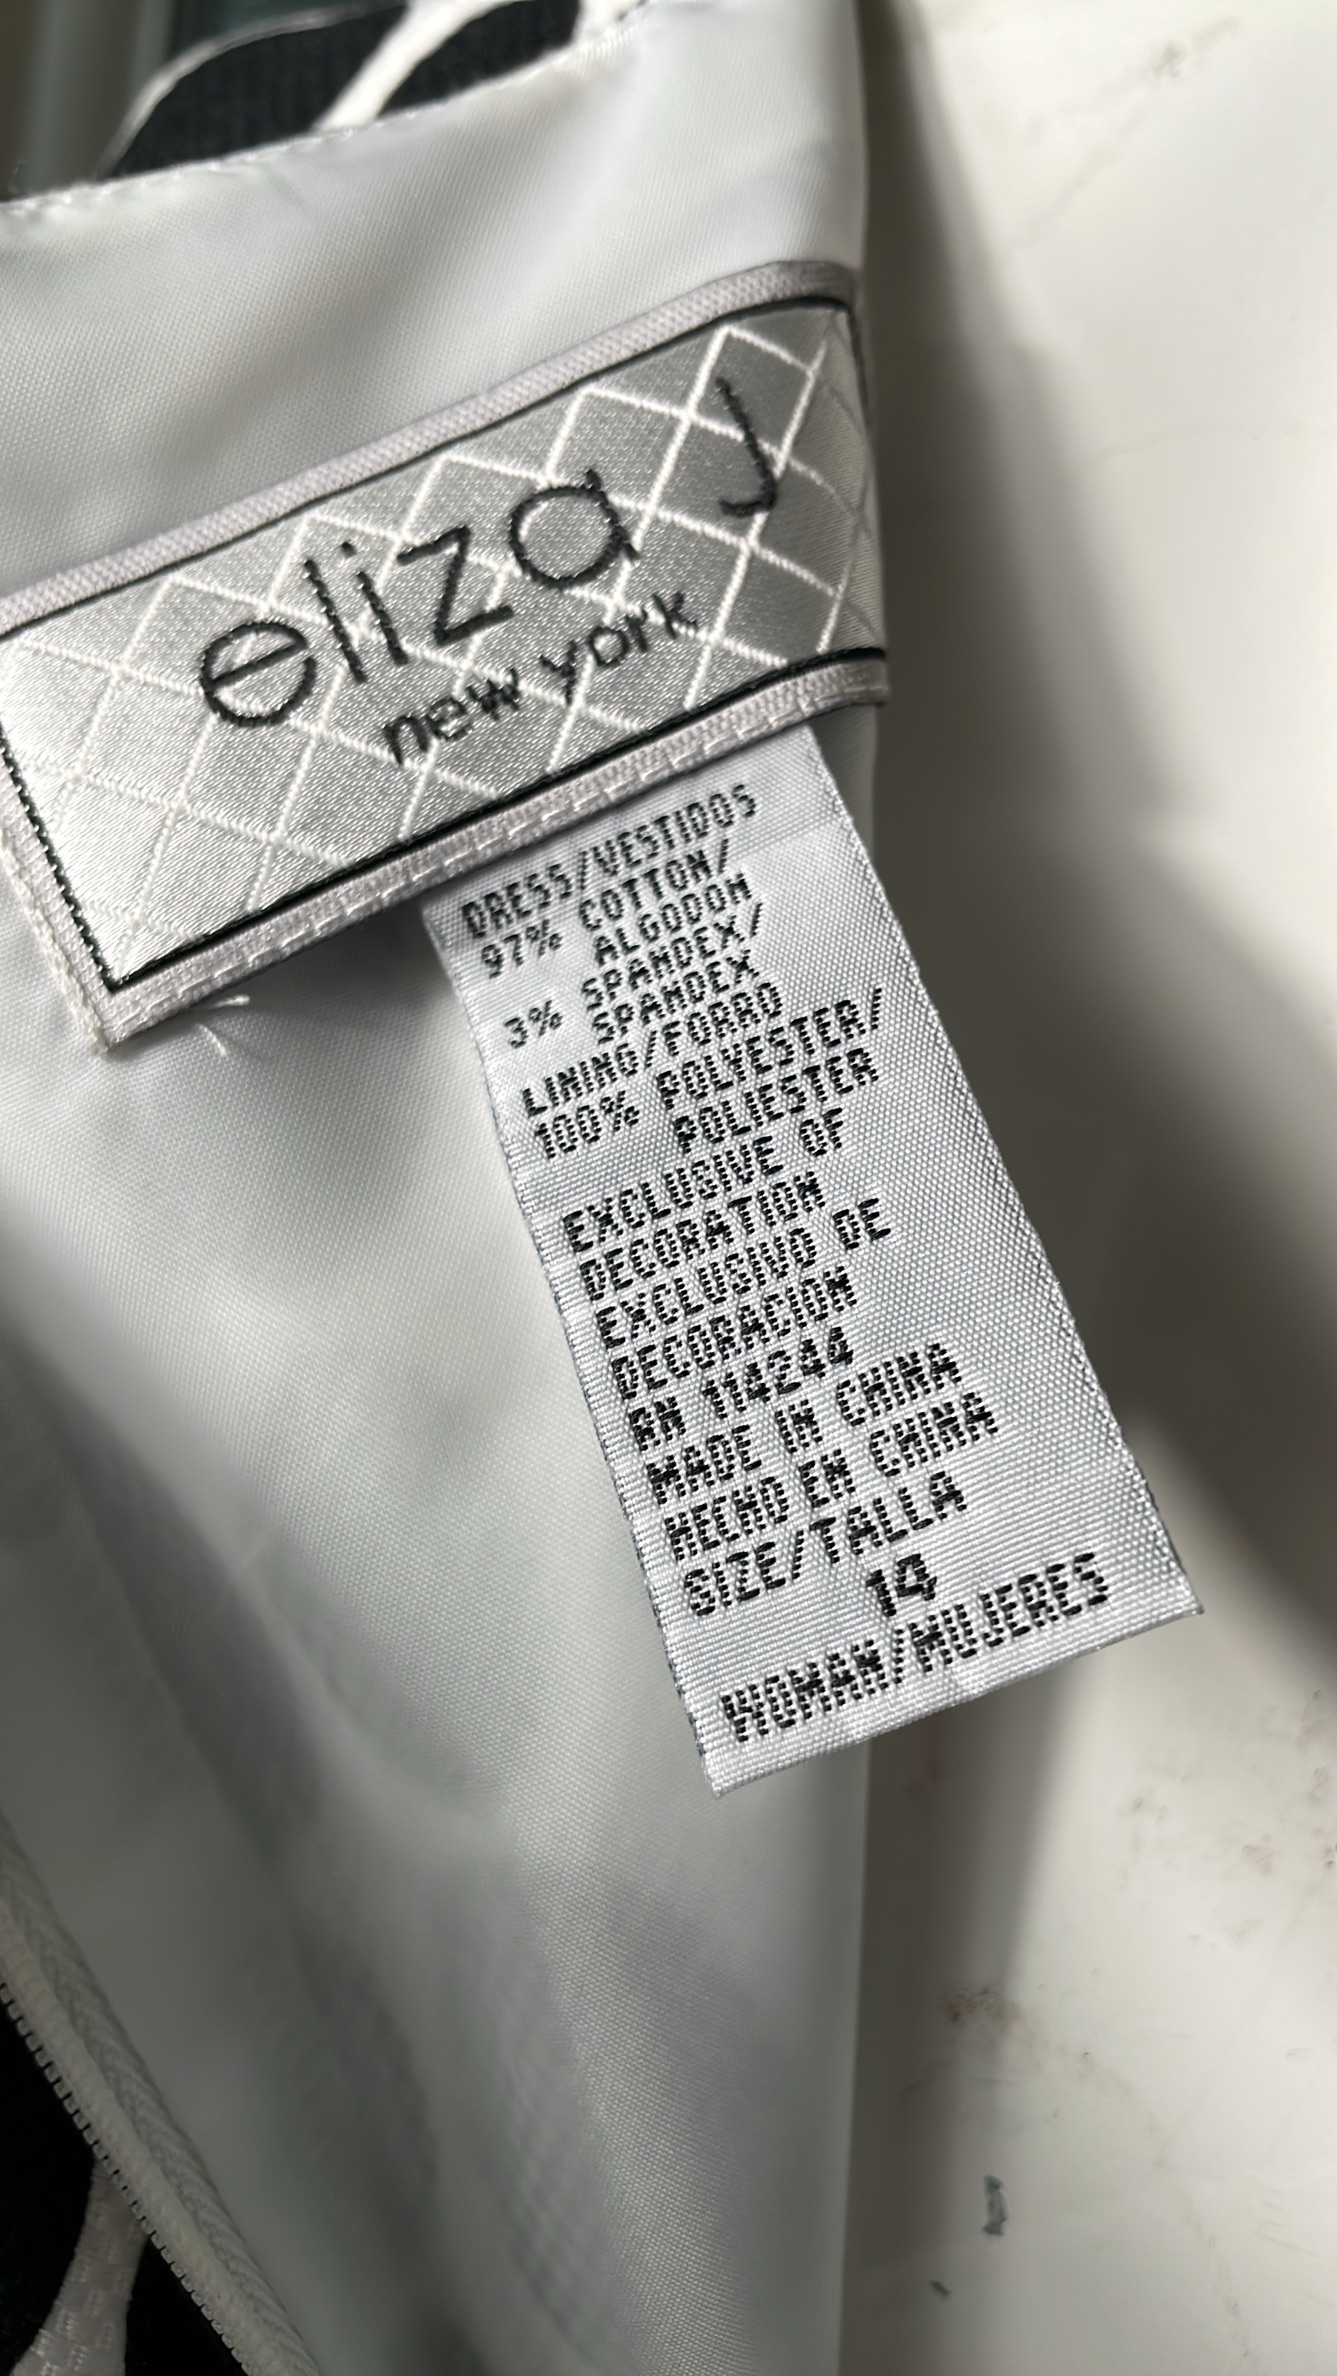 eliza J
new york
DRESS/VESTIDOS
97% COTTON/
ALGODON
3% SPANDEX/
SPANDEX
LINING/FORRO
100% POLYESTER/
POLIESTER
EXCLUSIVE OF
DECORATION
EXCLUSIVO DE
DECORACION
RN 114244
MADE IN CHINA
HECHO EN CHINA
SIZE/TALLA
14
WOMAN/MUJERES